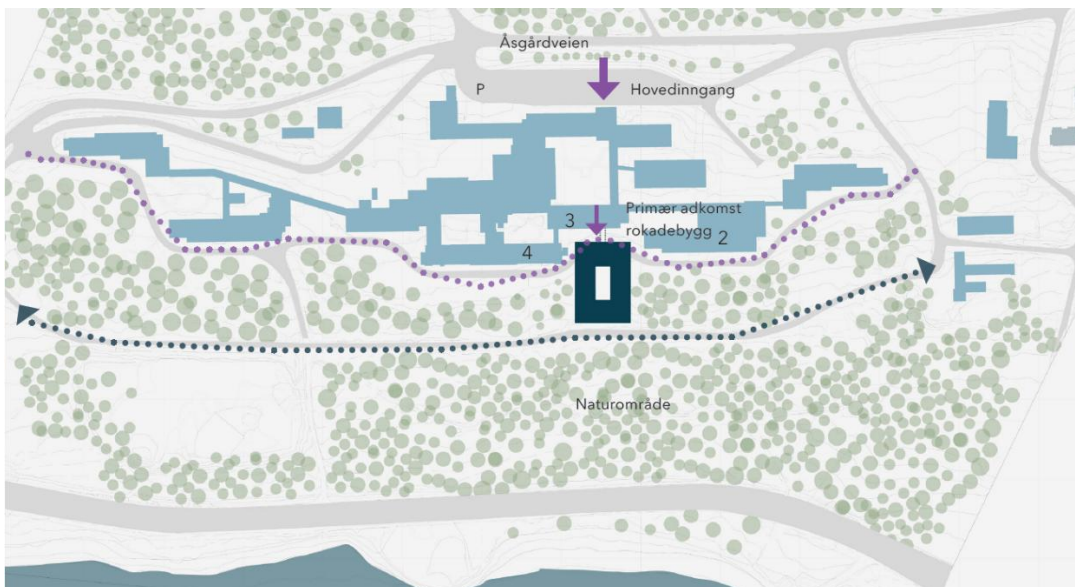 Åsgårdveien
P
Hovedinngang
3
Primær adkomst
rokadebygg
2
4
Naturområde